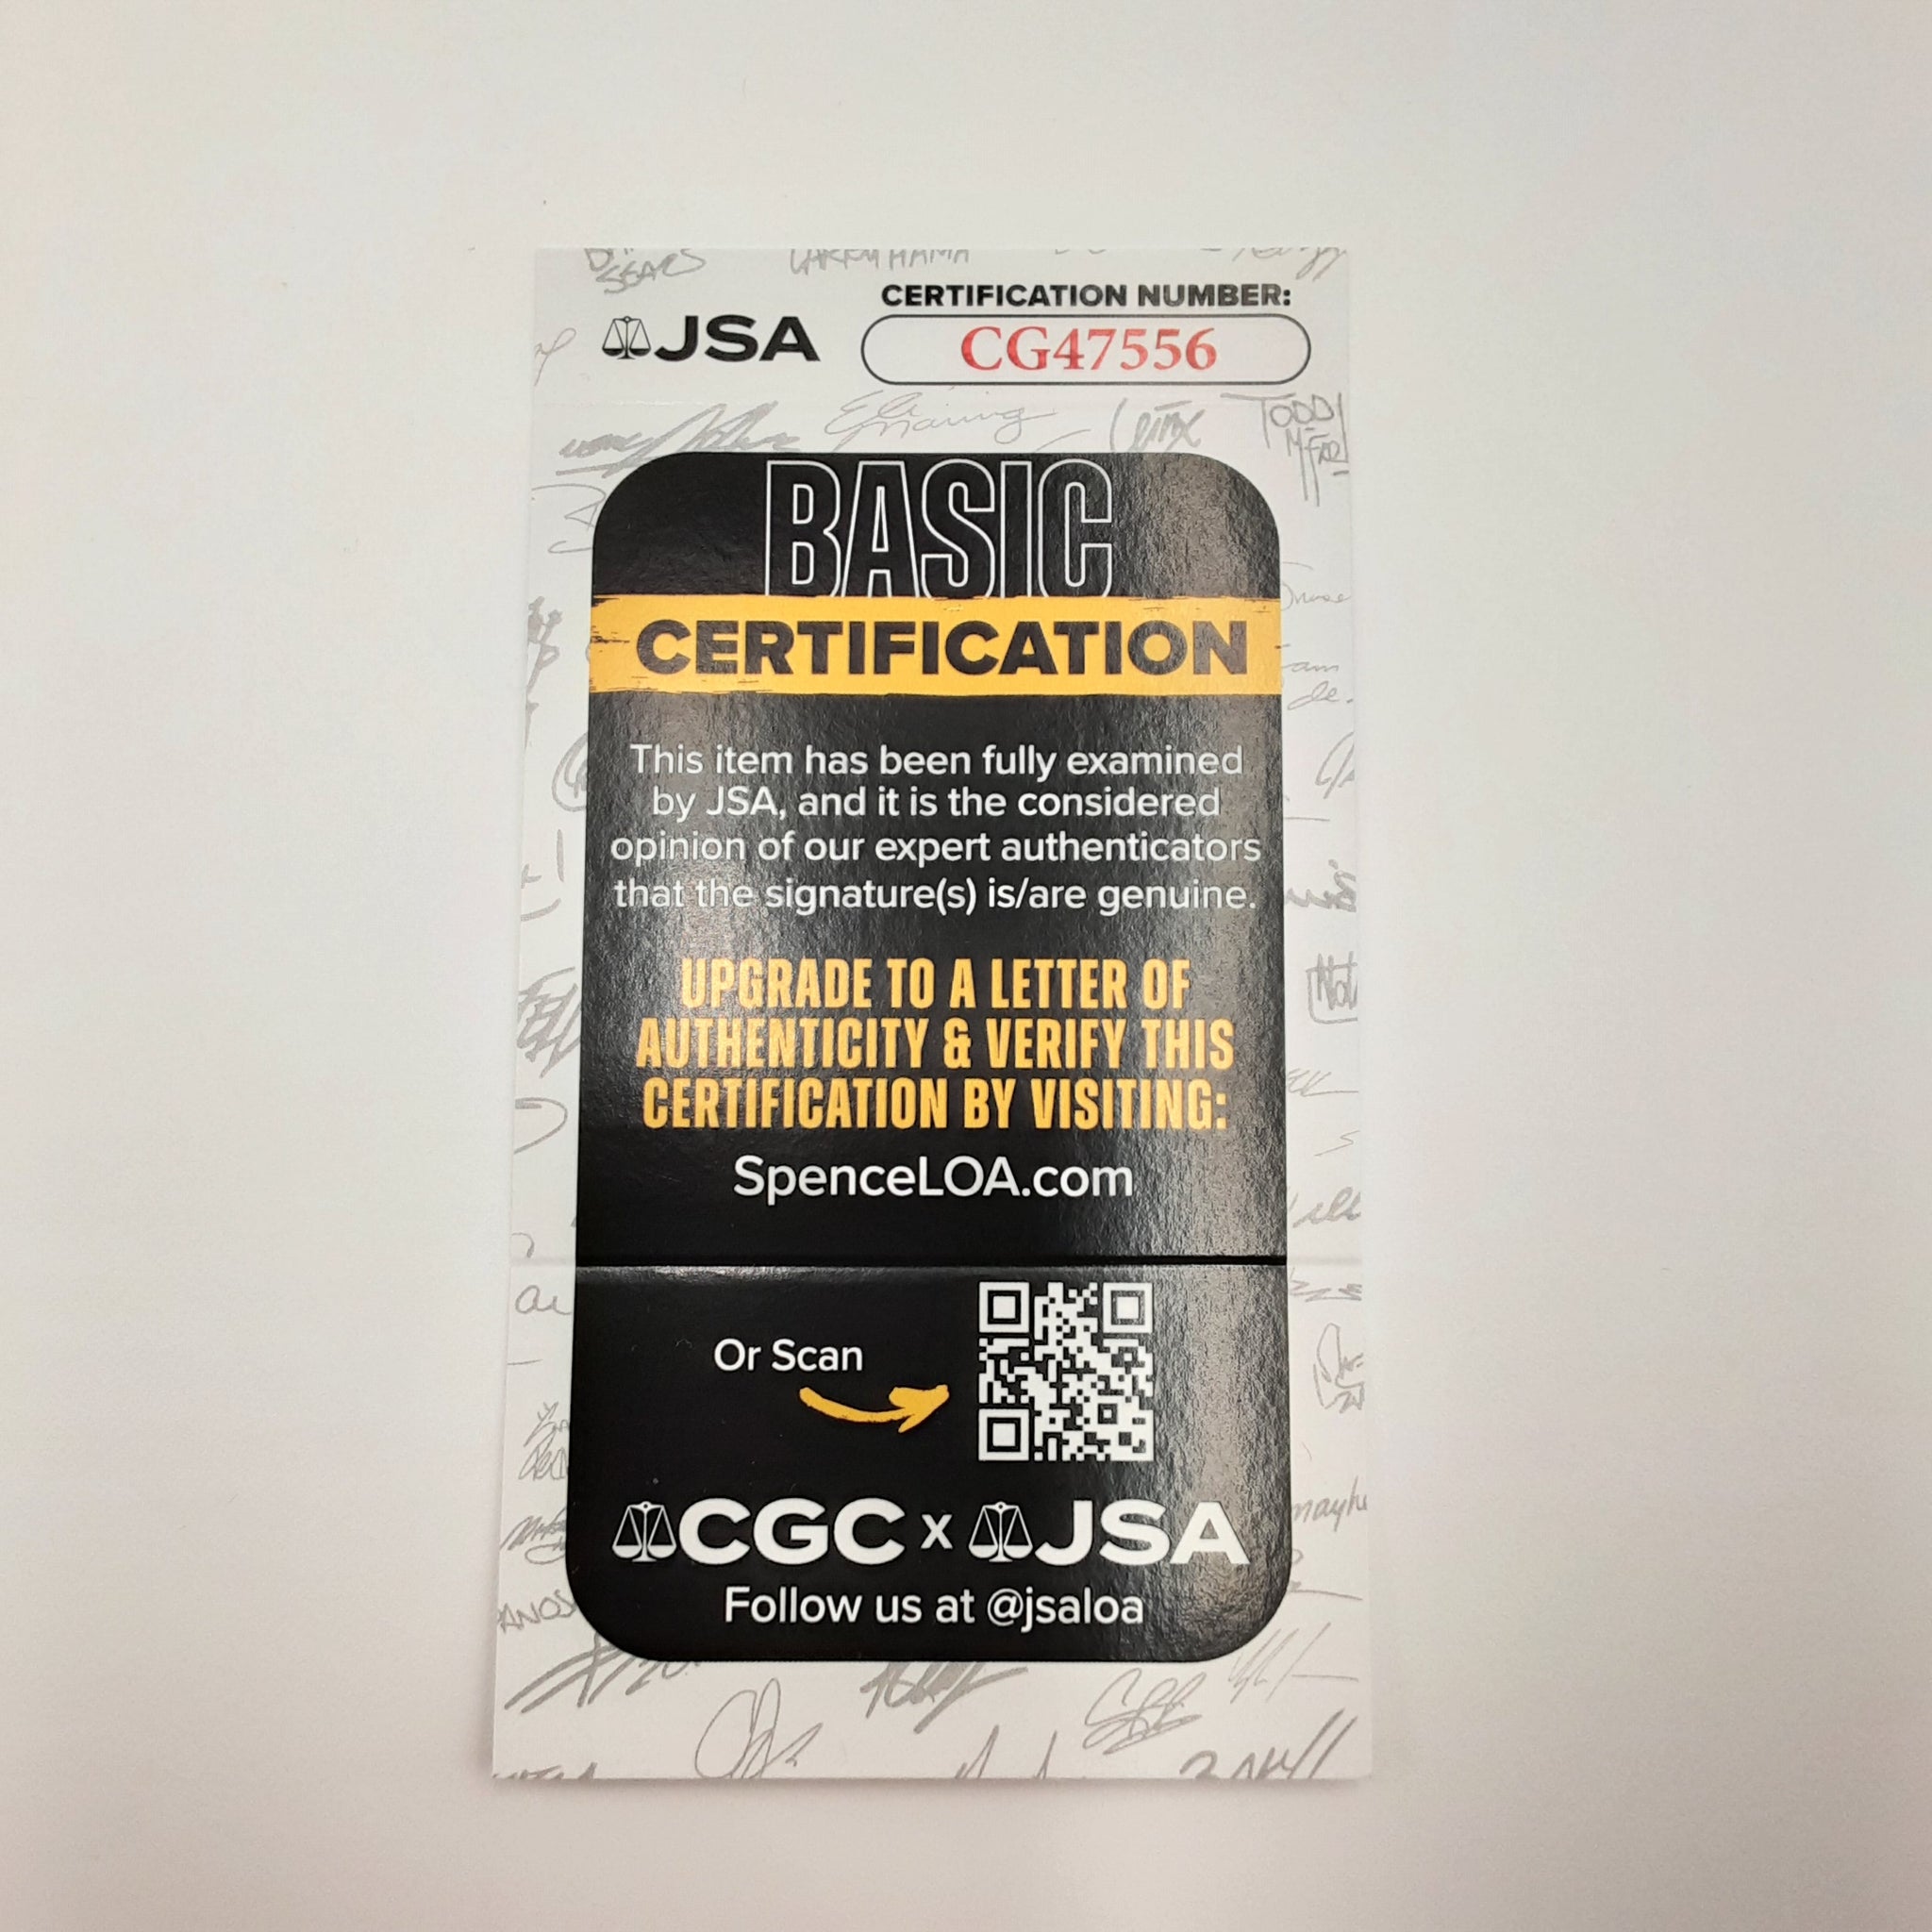 JSA
CERTIFICATION NUMBER:
CG47556
BASIC
CERTIFICATION
This item has been fully examined
by JSA, and it is the considered
opinion of our expert authenticators
that the signature(s) is/are genuine.
UPGRADE TO A LETTER OF
AUTHENTICITY & VERIFY THIS
CERTIFICATION BY VISITING:
SpenceLOA.com
Or Scan
CGC x JSA
Follow us at @jsaloa